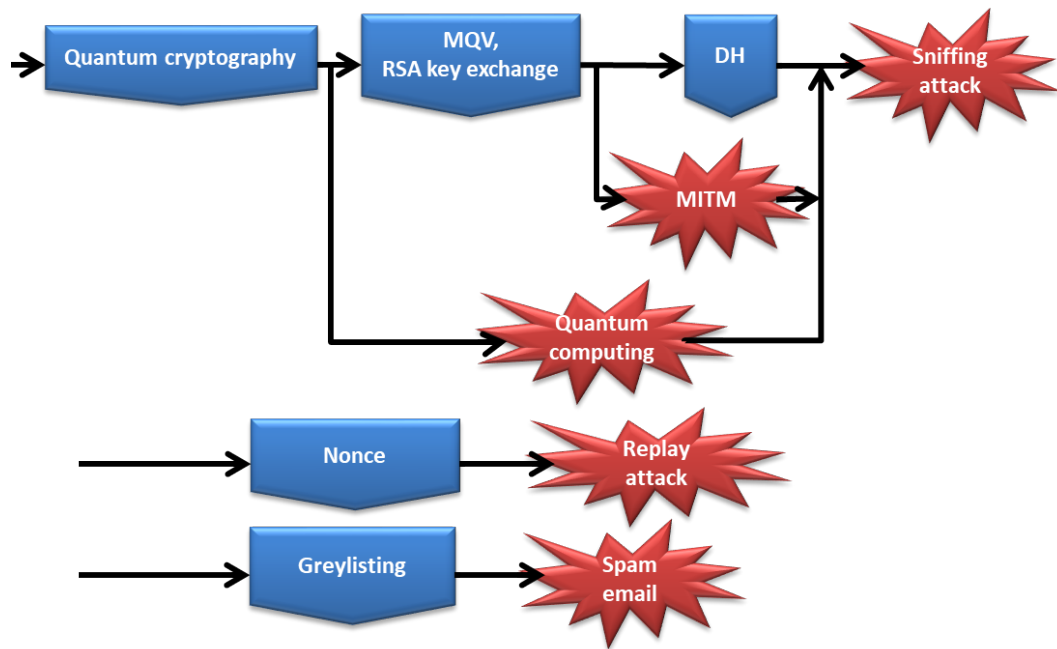 Quantum cryptography
MQV,
RSA key exchange
DH
Sniffing
attack
MITM
Quantum
computing
Nonce
Replay
attack
Greylisting
Spam
email